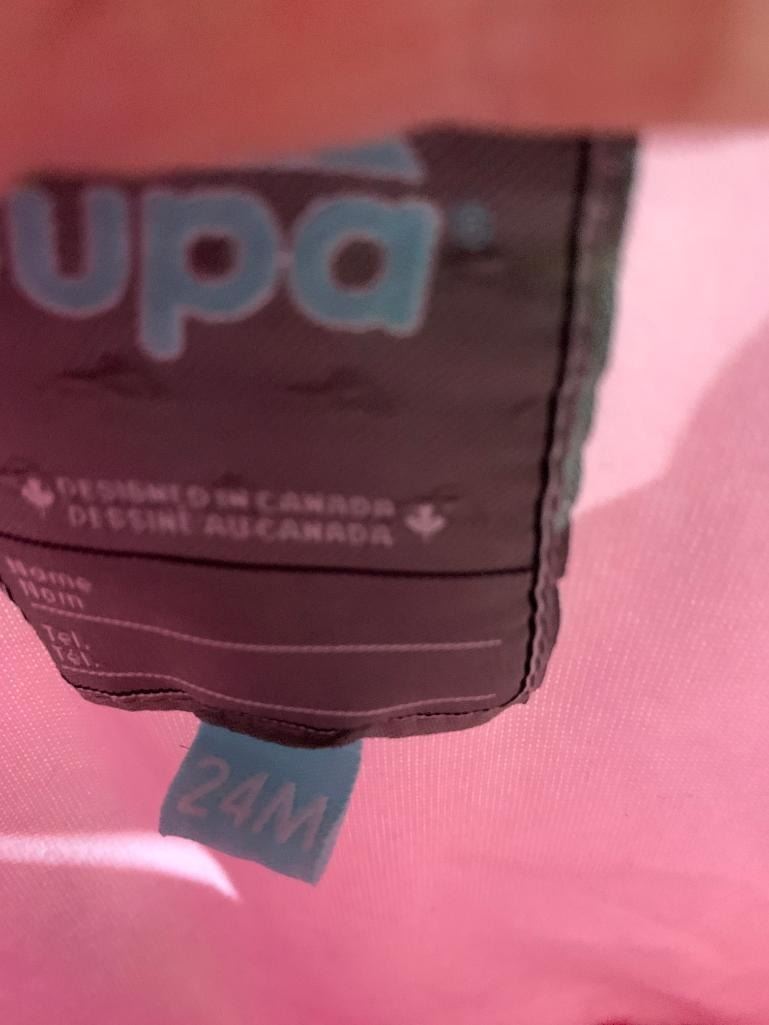 upa®
DESIGNED IN CANADA
DESSINÉ AU CANADA
Name
Nom
Tel.
Tél.
24M